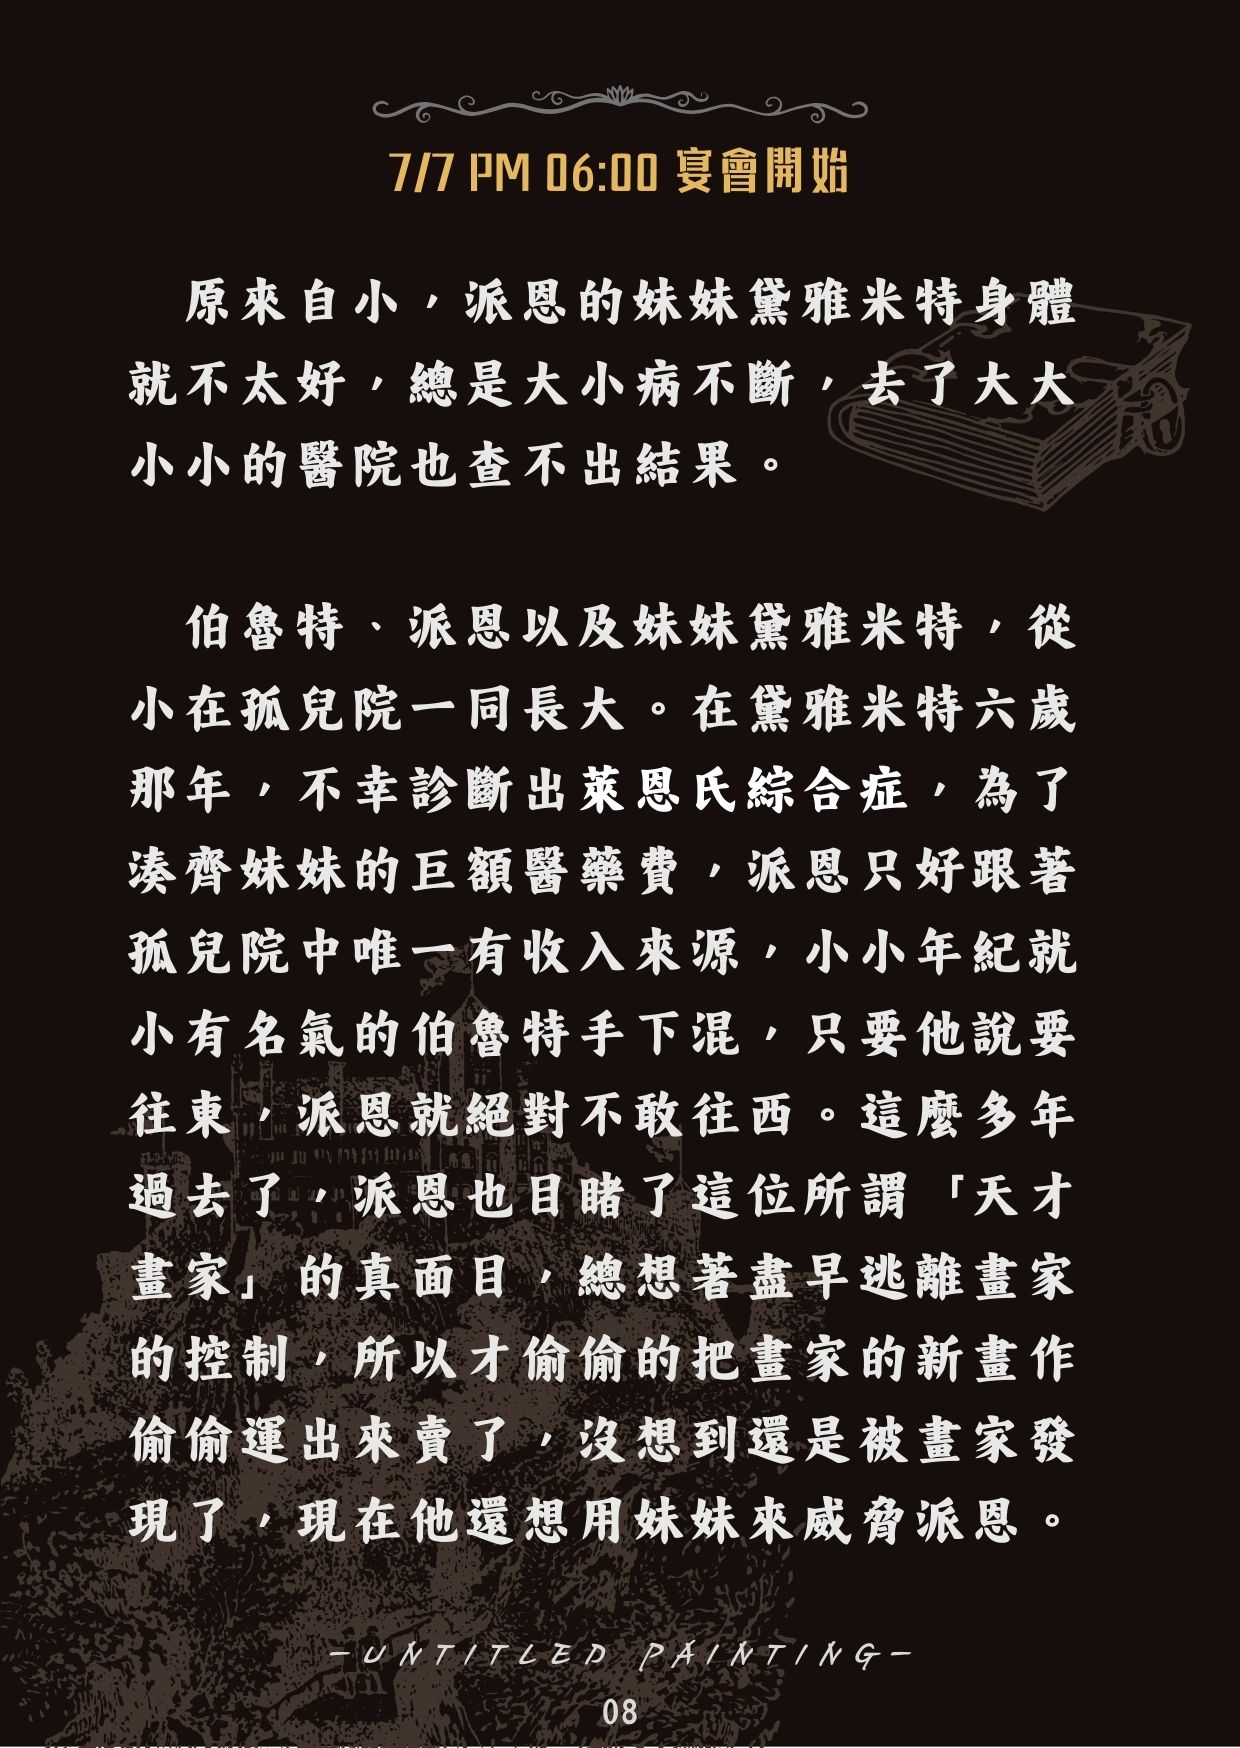 7/7 PM 06:00 宴會開始
原來自小，派恩的妹妹黛雅米特身體
就不太好，總是大小病不斷，去了大大
小小的醫院也查不出結果。
伯魯特、派恩以及妹妹黛雅米特，從
小在孤兒院一同長大。在黛雅米特六歲
那年，不幸診斷出萊恩氏綜合症，為了
湊齊妹妹的巨額醫藥費，派恩只好跟著
孤兒院中唯一有收入來源，小小年紀就
小有名氣的伯魯特手下混，只要他說要
往東，派恩就絕對不敢往西。這麼多年
過去了，派恩也目睹了這位所謂「天才
畫家」的真面目，總想著盡早逃離畫家
的控制，所以才偷偷的把畫家的新畫作
偷偷運出來賣了，沒想到還是被畫家發
現了，現在他還想用妹妹來威脅派恩。
-UNTITLED PAINTING-
08